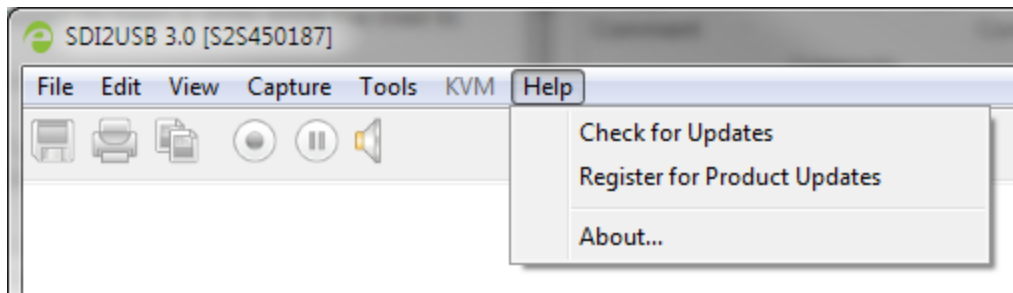 SDI2USB 3.0 [S2S450187]
File Edit View Capture Tools KVM Help
Check for Updates
Register for Product Updates
About...